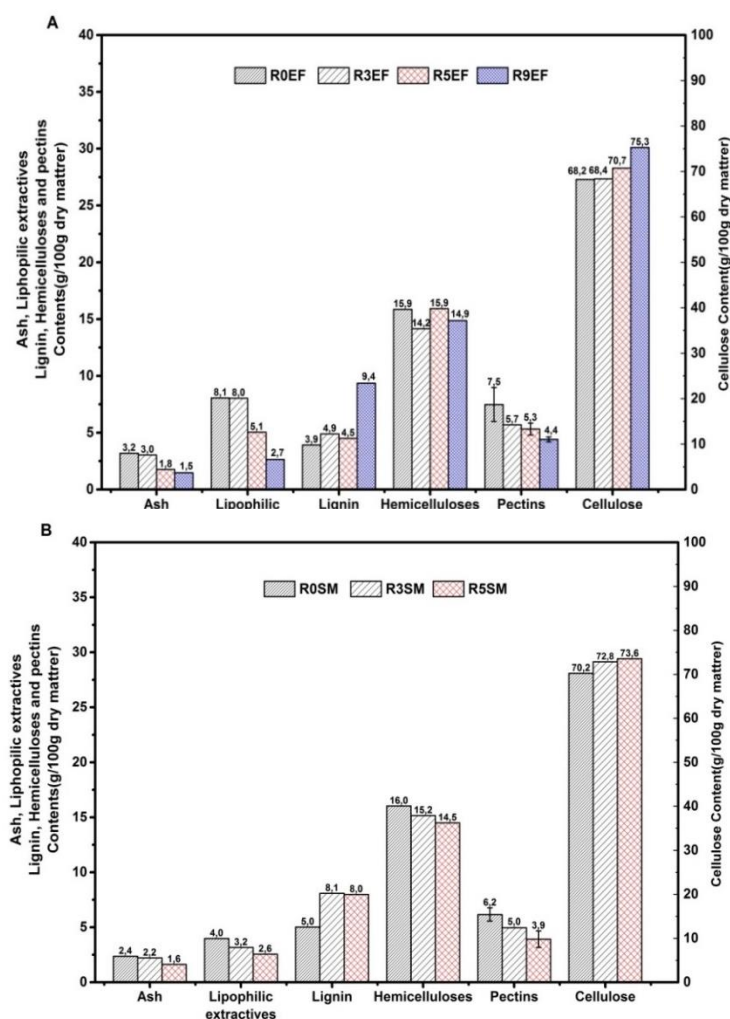 A
40
35
30
25
20
15
10
5
0
Ash, Liphopilic extractives
Lignin, Hemicelluloses and pectins
Contents(g/100g dry mattrer)
R0EF R3EF R5EF R9EF
3,2 3,0 1,8 1,5
8,1 8,0 5,1 2,7
3,9 4,9 4,5 9,4
15,9 14,2 15,9 14,9
7,5 5,7 5,3 4,4
68,2 68,4 70,7 75,3
Ash Lipophilic Lignin Hemicelluloses Pectins Cellulose
100
90
80
70
60
50
40
30
20
10
0
Cellulose Content(g/100g dry mattrer)
B
40
35
30
25
20
15
10
5
0
Ash, Liphopilic extractives
Lignin, Hemicelluloses and pectins
Contents(g/100g dry mattrer)
R0SM R3SM R5SM
2,4 2,2 1,6
4,0 3,2 2,6
5,0 8,1 8,0
16,0 15,2 14,5
6,2 5,0 3,9
70,2 72,8 73,6
Ash Lipophilic Lignin Hemicelluloses Pectins Cellulose
extractives
100
90
80
70
60
50
40
30
20
10
0
Cellulose Content(g/100g dry mattrer)